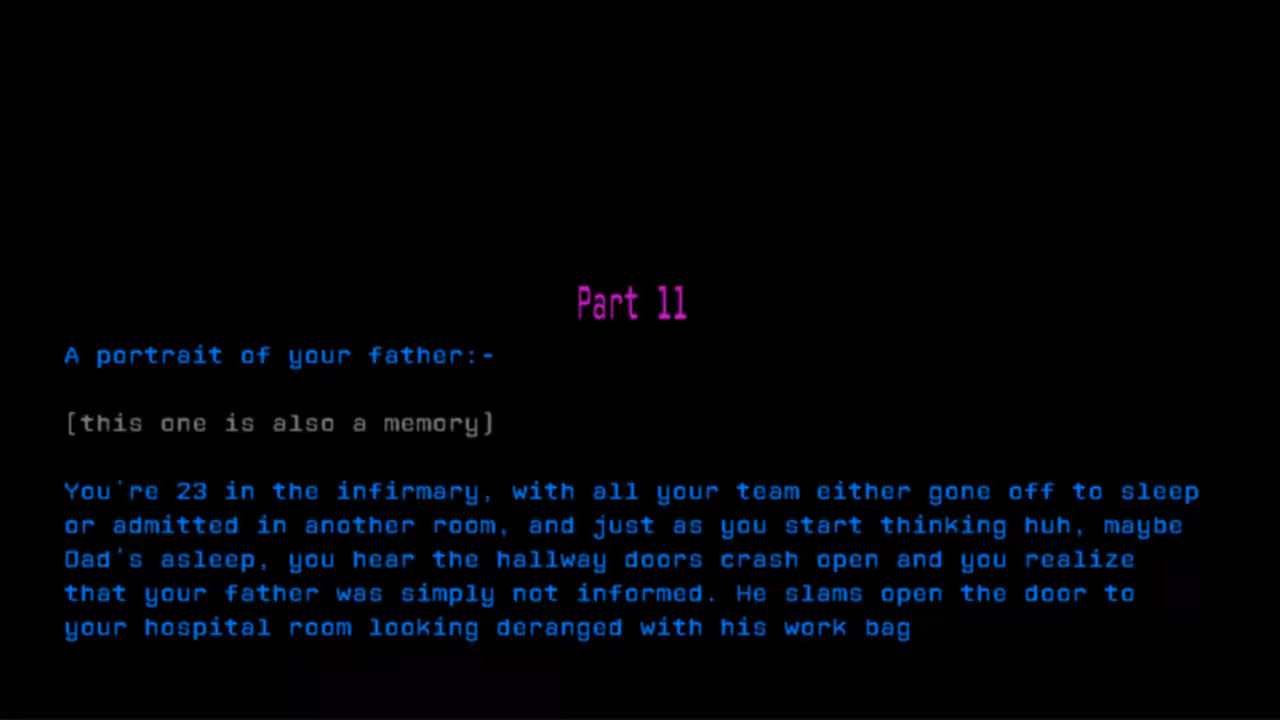 Part 11
A portrait of your father:-
[this one is also a memory]
You're 23 in the infirmary, with all your team either gone off to sleep
or admitted in another room, and just as you start thinking huh, maybe
Dad's asleep, you hear the hallway doors crash open and you realize
that your father was simply not informed. He slams open the door to
your hospital room looking deranged with his work bag